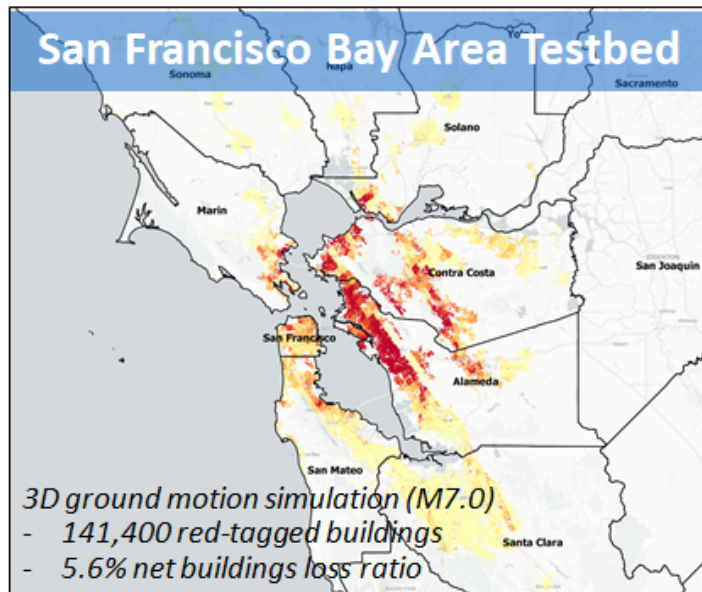 San Francisco Bay Area Testbed
Napa
Yolo
Sonoma
Sacramento
Solano
Marin
Contra Costa
STOCKTON
San Joaquin
San Francisco
Alameda
San Mateo
3D ground motion simulation (M7.0)
- 141,400 red-tagged buildings
Santa Clara
- 5.6% net buildings loss ratio